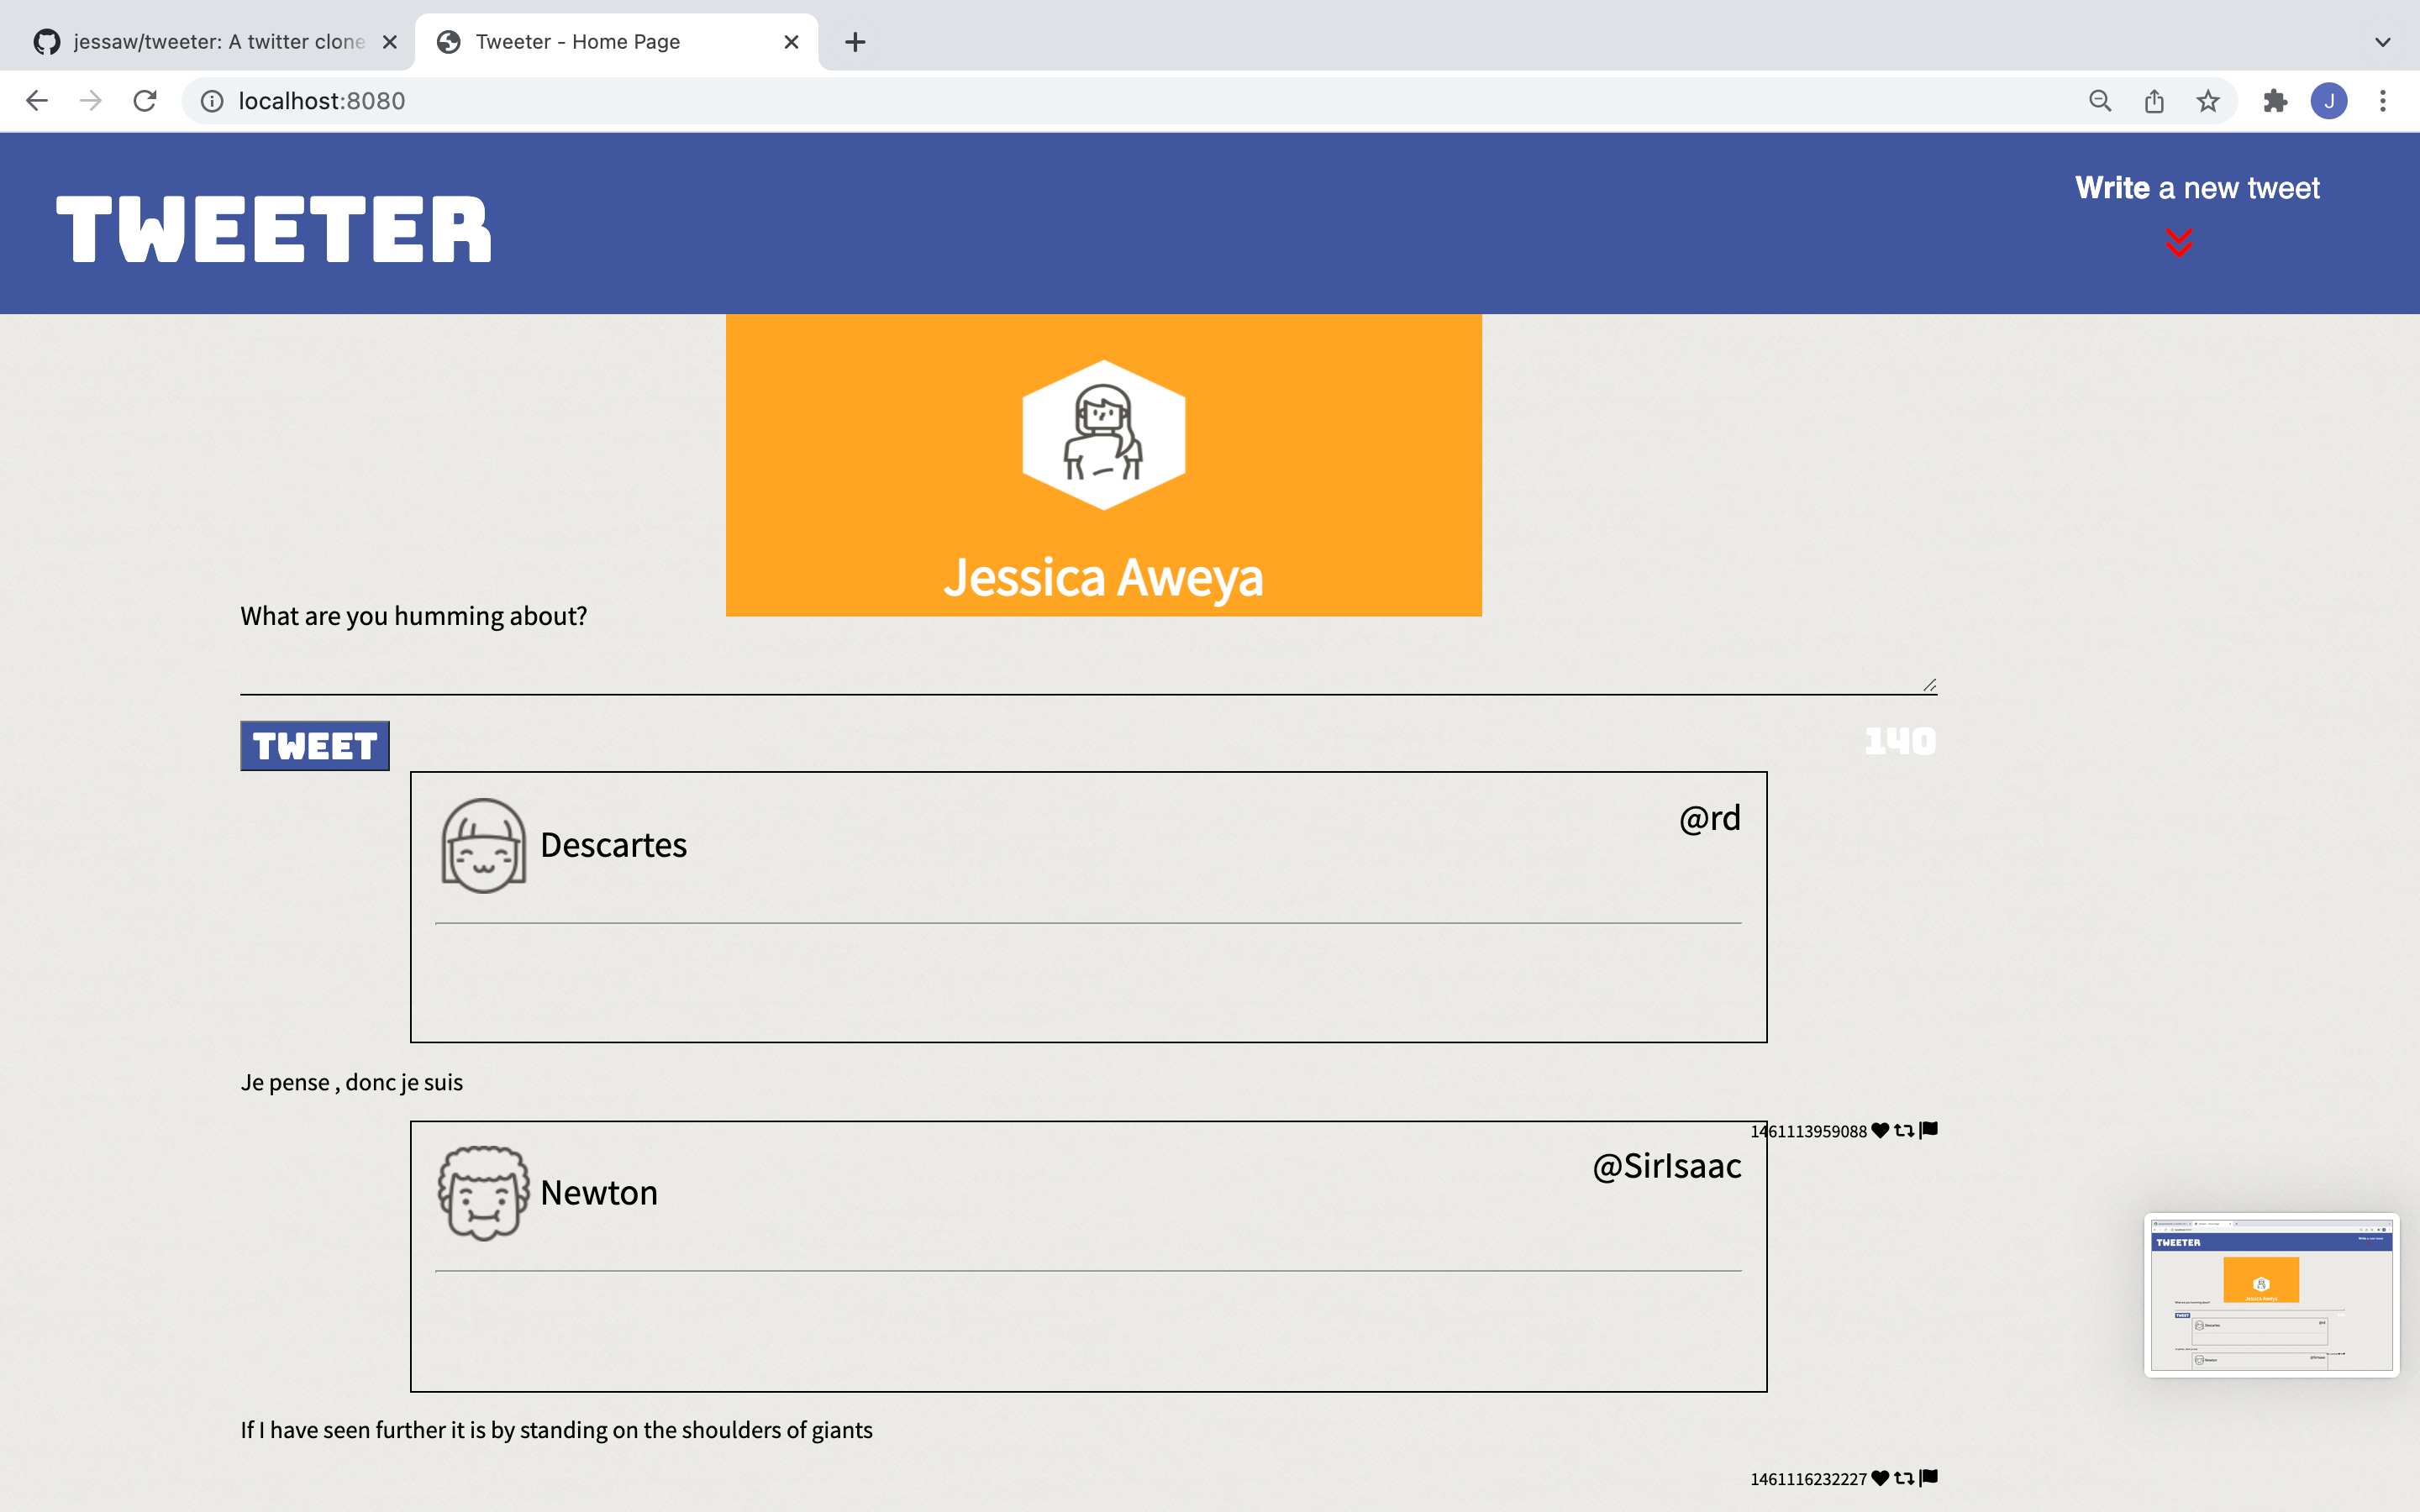 jessaw/tweeter: A twitter clone
Tweeter - Home Page
localhost:8080
J
TWEETER
Write a new tweet
Jessica Aweya
What are you humming about?
TWEET
140
Descartes
@rd
Je pense , donc je suis
1461113959088
Newton
@SirIsaac
If I have seen further it is by standing on the shoulders of giants
1461116232227
TWEETER